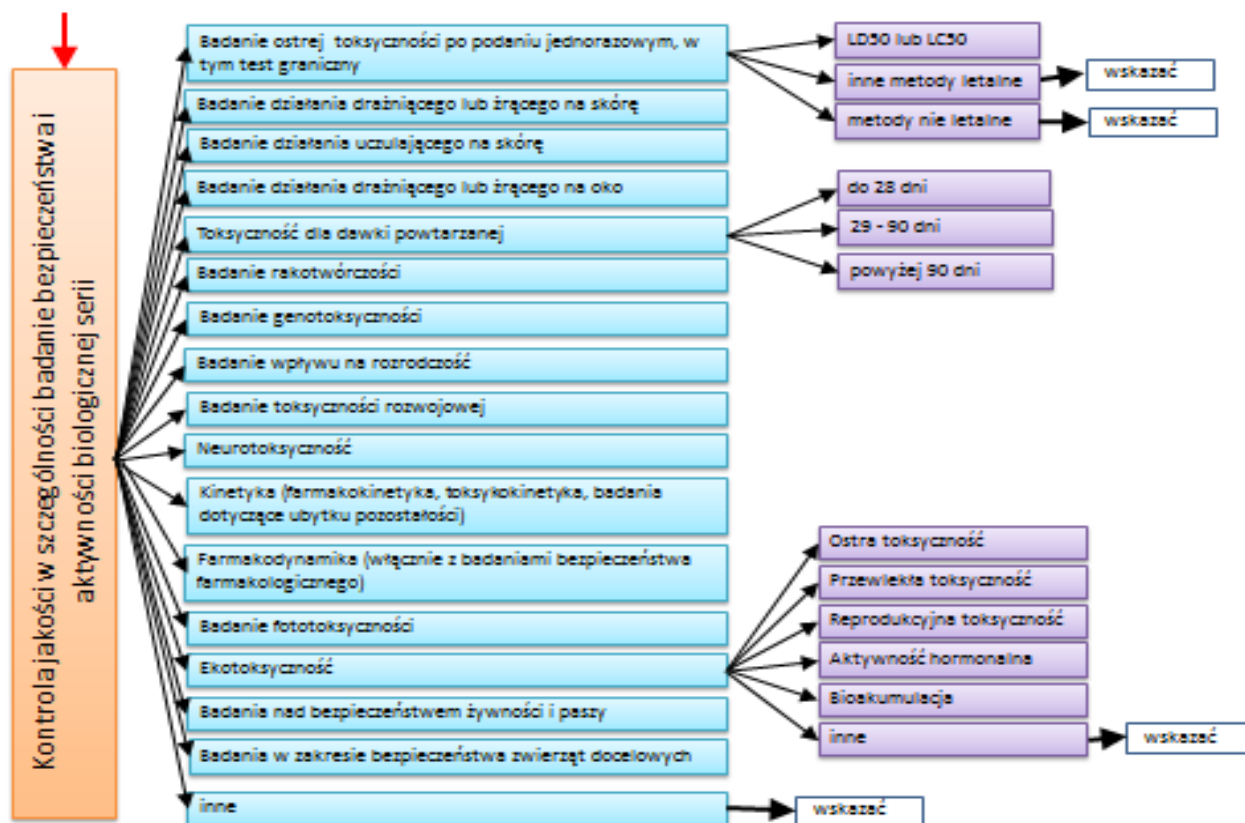 Kontrola jakości w szczególności badanie bezpieczeństwa i
aktywności biologicznej serii
Badanie ostrej toksyczności po podaniu jednorazowym, w
tym test graniczny
LD50 lub LC50
inne metody letalne
wskazać
metody nie letalne
wskazać
Badanie działania drażniącego lub żrącego na skórę
Badanie działania uczulającego na skórę
Badanie działania drażniącego lub żrącego na oko
Toksyczność dla dawki powtarzanej
do 28 dni
29 - 90 dni
powyżej 90 dni
Badanie rakotwórczości
Badanie genotoksyczności
Badanie wpływu na rozrodczość
Badanie toksyczności rozwojowej
Neurotoksyczność
Kinetyka (farmakokinetyka, toksykokinetyka, badania
dotyczące ubytku pozostałości)
Farmakodynamika (włącznie z badaniami bezpieczeństwa
farmakologicznego)
Badanie fototoksyczności
Ekotoksyczność
Ostra toksyczność
Przewlekła toksyczność
Reprodukcyjna toksyczność
Aktywność hormonalna
Bioakumulacja
inne
wskazać
Badania nad bezpieczeństwem żywności i paszy
Badania w zakresie bezpieczeństwa zwierząt docelowych
inne
wskazać